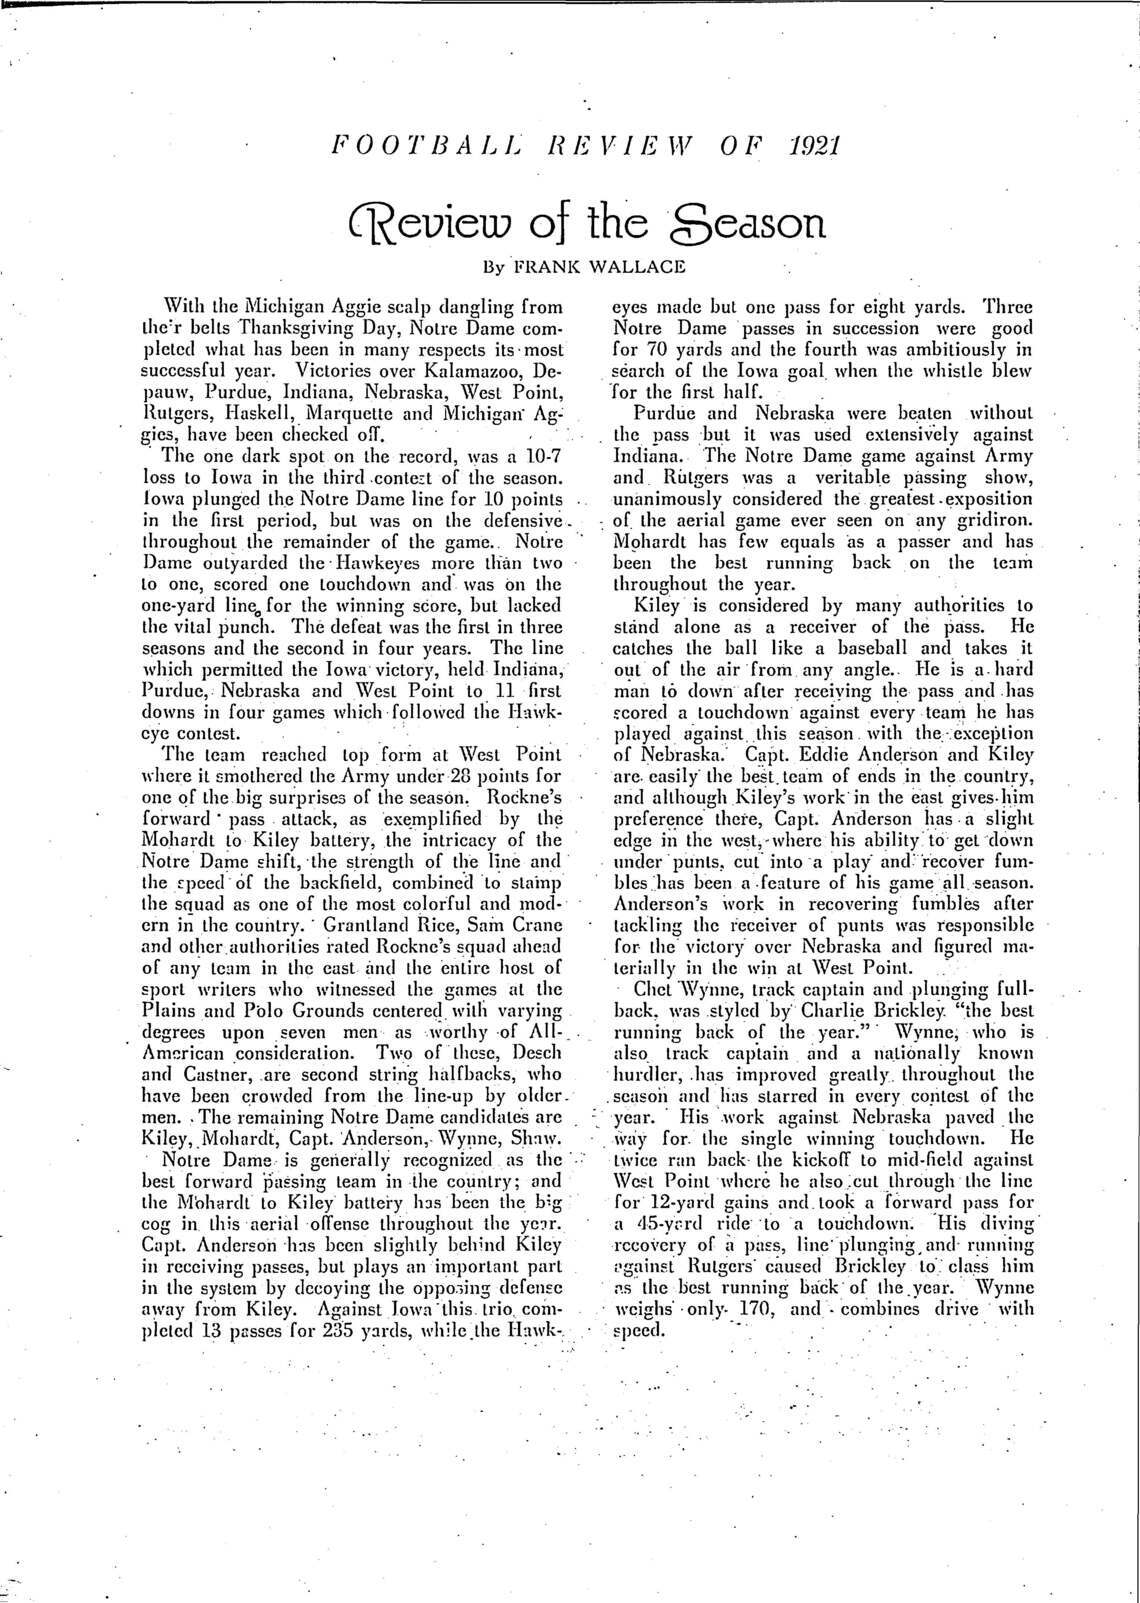 FOOTBALL REVIEW OF 1921
Review of the Season
By FRANK WALLACE
With the Michigan Aggie scalp dangling from
their belts Thanksgiving Day, Notre Dame com-
pleted what has been in many respects its most
successful year. Victories over Kalamazoo, De-
pauw, Purdue, Indiana, Nebraska, West Point,
Rutgers, Haskell, Marquette and Michigan Ag-
gies, have been checked off.
The one dark spot on the record, was a 10-7
loss to Iowa in the third contest of the season.
Iowa plunged the Notre Dame line for 10 points
in the first period, but was on the defensive
throughout the remainder of the game. Notre
Dame outyarded the Hawkeyes more than two
to one, scored one touchdown and was on the
one-yard line for the winning score, but lacked
the vital punch. The defeat was the first in three
seasons and the second in four years. The line
which permitted the Iowa victory, held Indiana,
Purdue, Nebraska and West Point to 11 first
downs in four games which followed the Hawk-
eye contest.
The team reached top form at West Point
where it smothered the Army under 28 points for
one of the big surprises of the season. Rockne's
forward pass attack, as exemplified by the
Mohardt to Kiley battery, the intricacy of the
Notre Dame shift, the strength of the line and
the speed of the backfield, combined to stamp
the squad as one of the most colorful and mod-
ern in the country. Grantland Rice, Sam Crane
and other authorities rated Rockne's squad ahead
of any team in the east and the entire host of
sport writers who witnessed the games at the
Plains and Polo Grounds centered with varying
degrees upon seven men as worthy of All-
American consideration. Two of these, Desch
and Castner, are second string halfbacks, who
have been crowded from the line-up by older
men. The remaining Notre Dame candidates are
Kiley, Mohardt, Capt. Anderson, Wynne, Shaw.
Notre Dame is generally recognized as the
best forward passing team in the country; and
the Mohardt to Kiley battery has been the big
cog in this aerial offense throughout the year.
Capt. Anderson has been slightly behind Kiley
in receiving passes, but plays an important part
in the system by decoying the opposing defense
away from Kiley. Against Iowa this trio com-
pleted 13 passes for 235 yards, while the Hawk-
eyes made but one pass for eight yards. Three
Notre Dame passes in succession were good
for 70 yards and the fourth was ambitiously in
search of the Iowa goal when the whistle blew
for the first half.
Purdue and Nebraska were beaten without
the pass but it was used extensively against
Indiana. The Notre Dame game against Army
and Rutgers was a veritable passing show,
unanimously considered the greatest exposition
of the aerial game ever seen on any gridiron.
Mohardt has few equals as a passer and has
been the best running back on the team
throughout the year.
Kiley is considered by many authorities to
stand alone as a receiver of the pass. He
catches the ball like a baseball and takes it
out of the air from any angle. He is a hard
man to down after receiving the pass and has
scored a touchdown against every team he has
played against this season with the exception
of Nebraska. Capt. Eddie Anderson and Kiley
are easily the best team of ends in the country,
and although Kiley's work in the east gives him
preference there, Capt. Anderson has a slight
edge in the west, where his ability to get down
under punts, cut into a play and recover fum-
bles has been a feature of his game all season.
Anderson's work in recovering fumbles after
tackling the receiver of punts was responsible
for the victory over Nebraska and figured ma-
terially in the win at West Point.
Chet Wynne, track captain and plunging full-
back, was styled by Charlie Brickley "the best
running back of the year." Wynne, who is
also track captain and a nationally known
hurdler, has improved greatly throughout the
season and has starred in every contest of the
year. His work against Nebraska paved the
way for the single winning touchdown. He
twice ran back the kickoff to mid-field against
West Point where he also cut through the line
for 12-yard gains and took a forward pass for
a 45-yard ride to a touchdown. His diving
recovery of a pass, line plunging and running
against Rutgers caused Brickley to class him
as the best running back of the year. Wynne
weighs only 170, and combines drive with
speed.